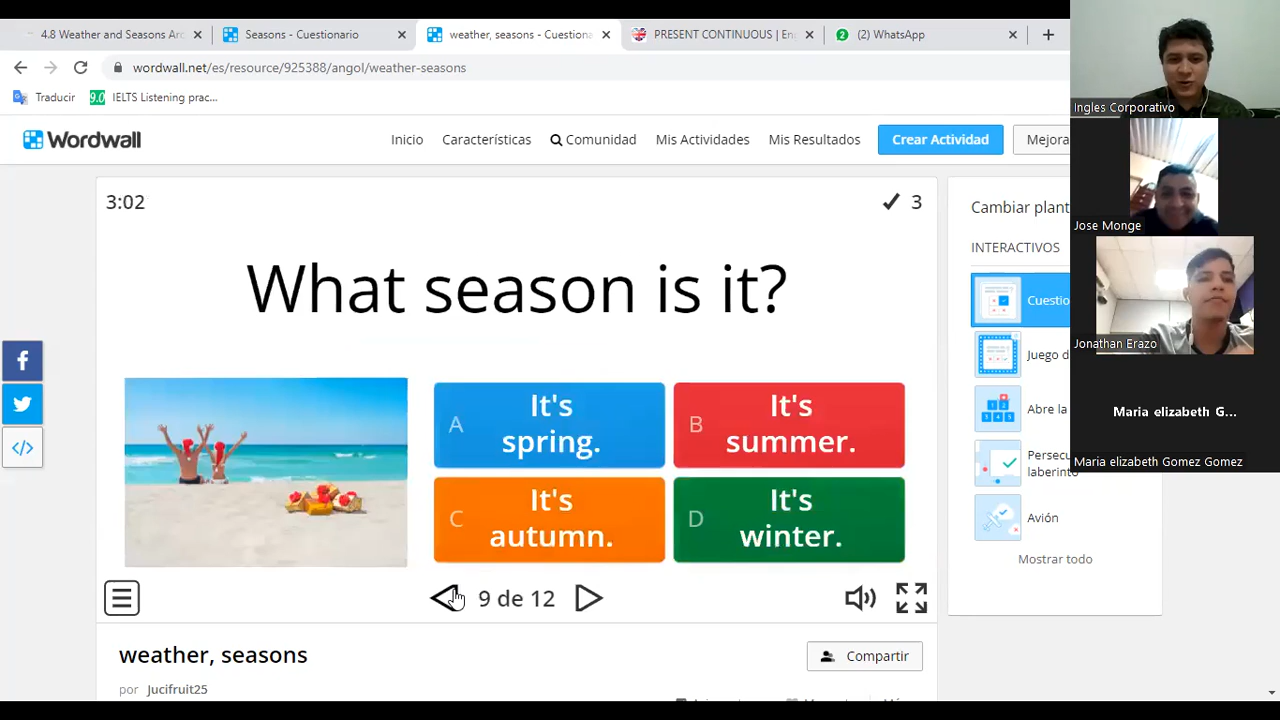 4.8 Weather and Seasons Arc
Seasons - Cuestionario
weather, seasons - Cuestiona
PRESENT CONTINUOUS | En
(2) WhatsApp
wordwall.net/es/resource/925388/angol/weather-seasons
Traducir
9.0
IELTS Listening prac...
Wordwall
Inicio
Características
Comunidad
Mis Actividades
Mis Resultados
Crear Actividad
Mejora
3:02
3
What season is it?
A
It's
spring.
B
It's
summer.
C
It's
autumn.
D
It's
winter.
9 de 12
weather, seasons
por Jucifruit25
Compartir
Cambiar plant
INTERACTIVOS
Cuestio
Juego d
Abre la
Persecu
laberinto
Avión
Mostrar todo
Ingles Corporativo
Jose Monge
Jonathan Erazo
Maria elizabeth G...
Maria elizabeth Gomez Gomez